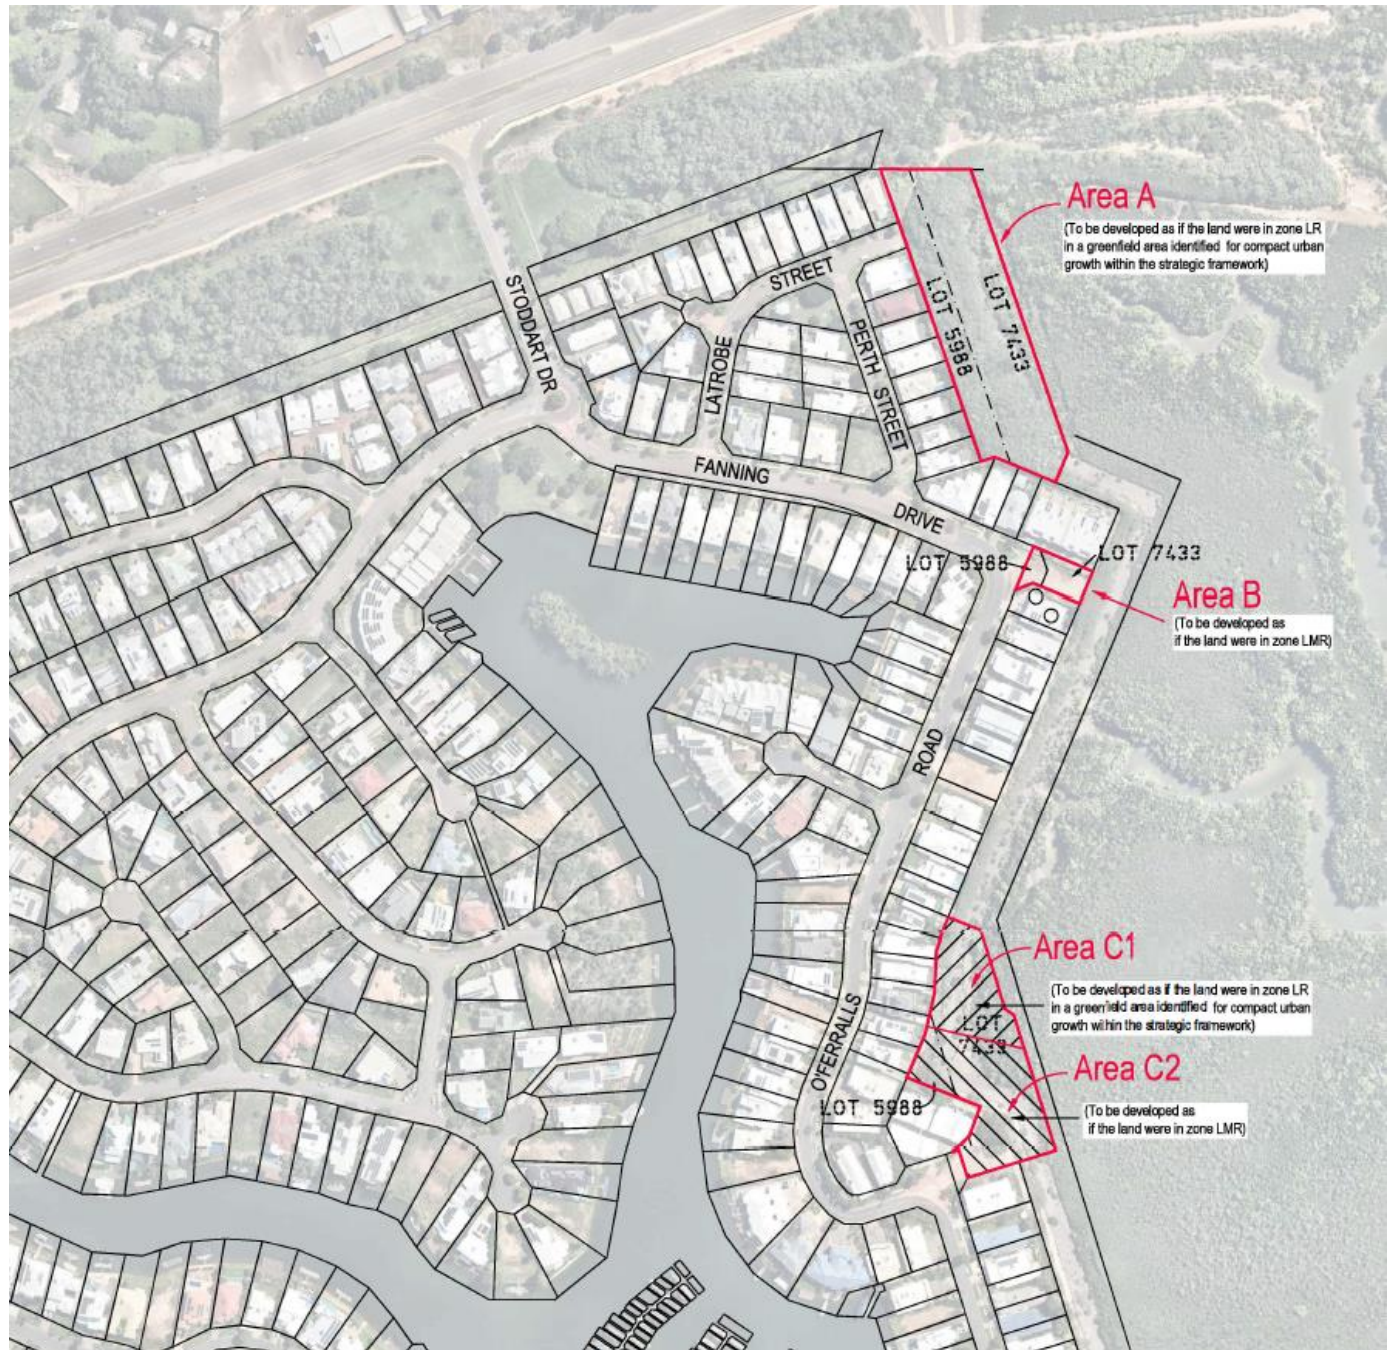 Area A
(To be developed as if the land were in zone LR
in a greenfield area identified for compact urban
growth within the strategic framework)
STODDART DR
STREET
LATROBE
PERTH STREET
LOT 5988
LOT 7433
FANNING
DRIVE
LOT 5988
LOT 7433
Area B
(To be developed as
if the land were in zone LMR)
ROAD
Area C1
(To be developed as if the land were in zone LR
in a greenfield area identified for compact urban
growth within the strategic framework)
LOT
7433
O'FERRALLS
Area C2
LOT 5988
(To be developed as
if the land were in zone LMR)